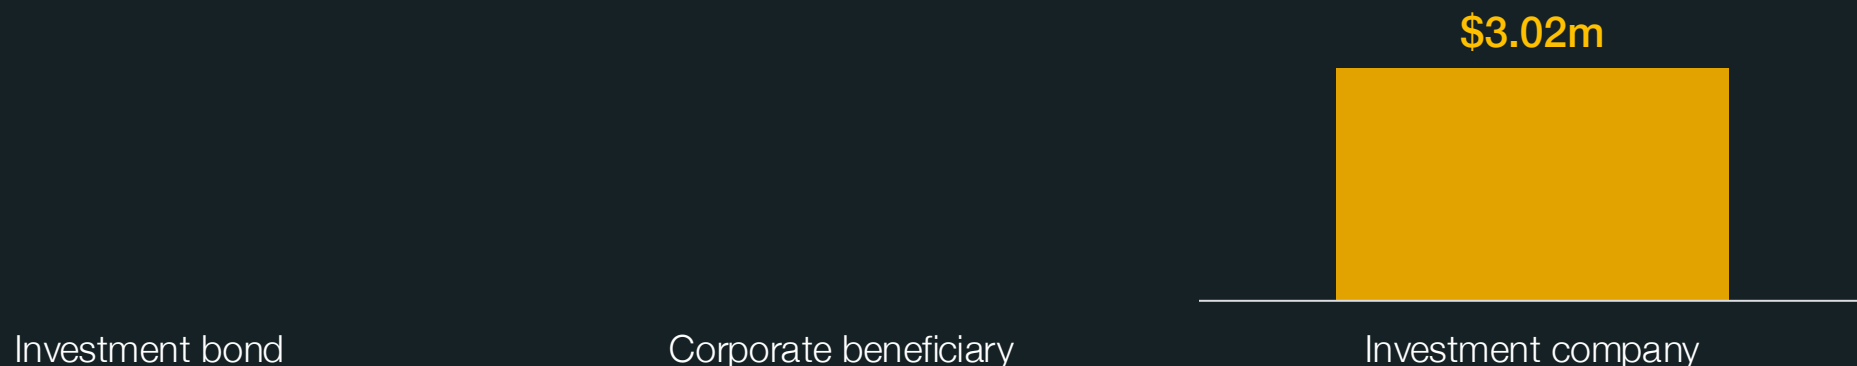 $3.02m
Investment bond
Corporate beneficiary
Investment company